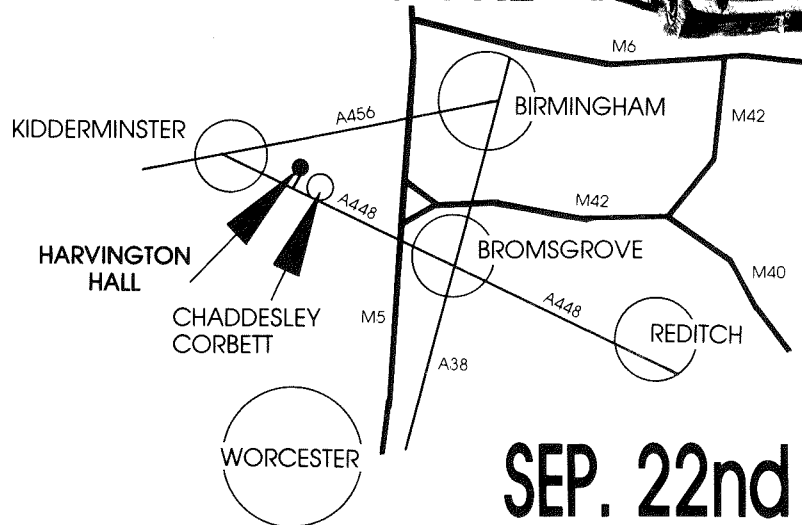 M6
BIRMINGHAM
M42
KIDDERMINSTER
A456
A448
M42
HARVINGTON
HALL
BROMSGROVE
M40
CHADDESLEY
CORBETT
M5
A448
REDITCH
A38
WORCESTER
SEP. 22nd